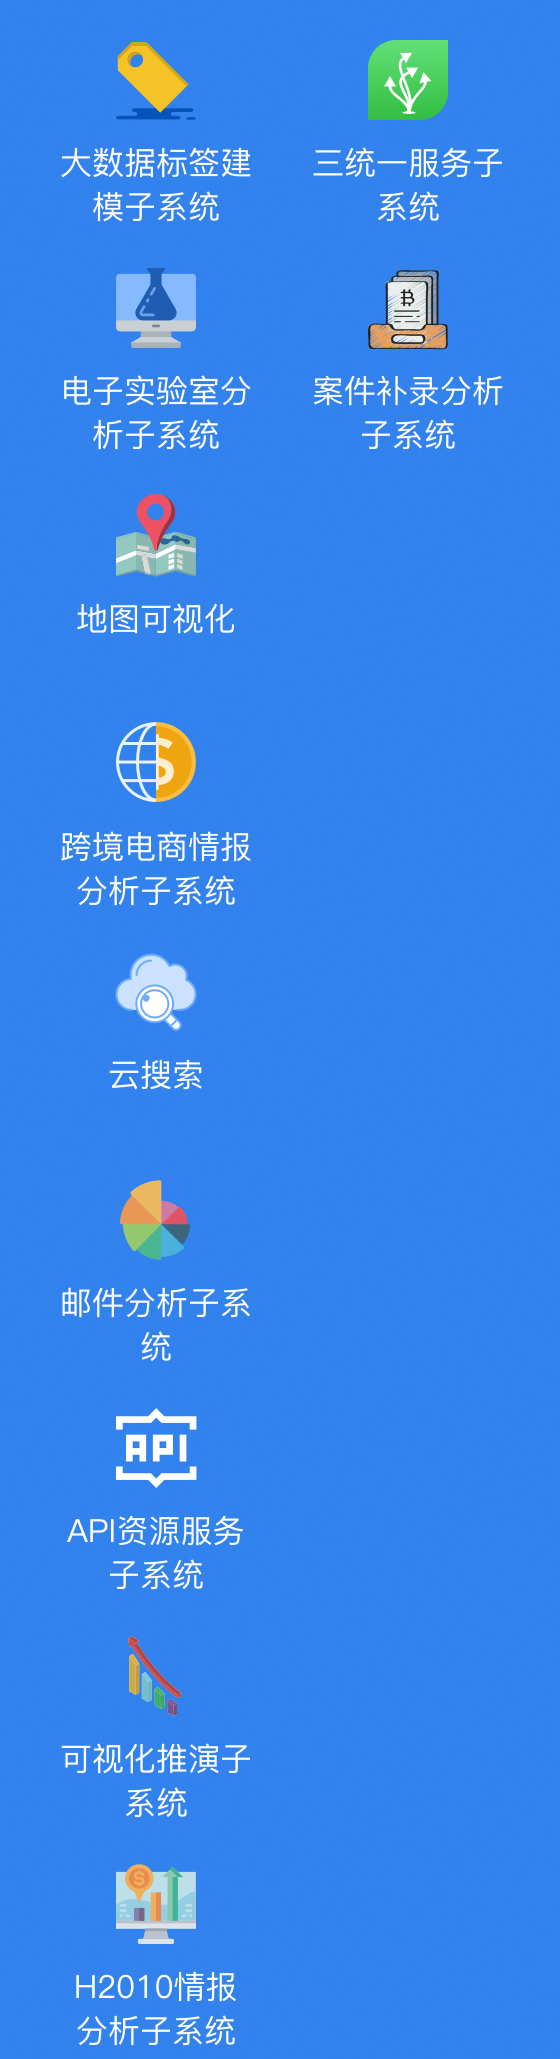 大数据标签建
模子系统
三统一服务子
系统
电子实验室分
析子系统
案件补录分析
子系统
地图可视化
跨境电商情报
分析子系统
云搜索
邮件分析子系
统
API
API资源服务
子系统
可视化推演子
系统
H2010情报
分析子系统